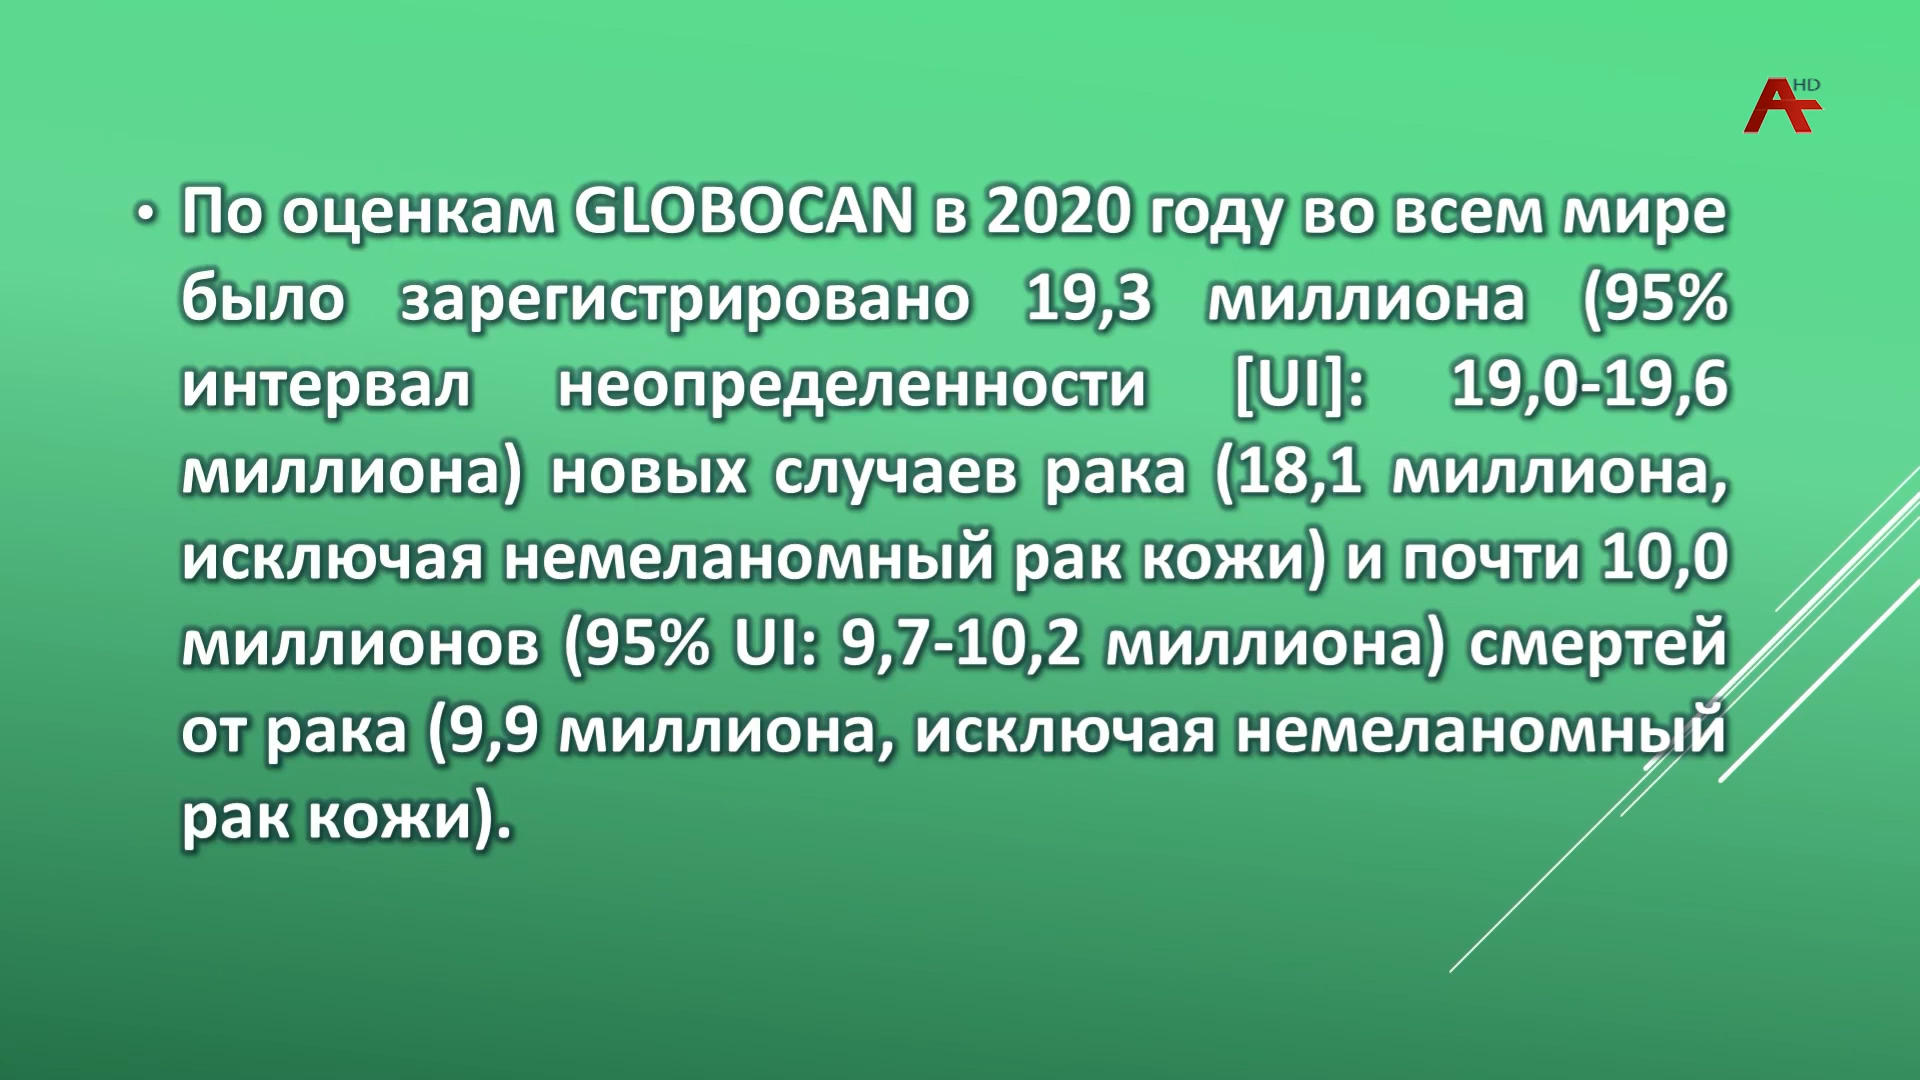 HD
• По оценкам GLOBOCAN в 2020 году во всем мире
было зарегистрировано 19,3 миллиона (95%
интервал неопределенности [UI]: 19,0-19,6
миллиона) новых случаев рака (18,1 миллиона,
исключая немеланомный рак кожи) и почти 10,0
миллионов (95% UI: 9,7-10,2 миллиона) смертей
от рака (9,9 миллиона, исключая немеланомный
рак кожи).